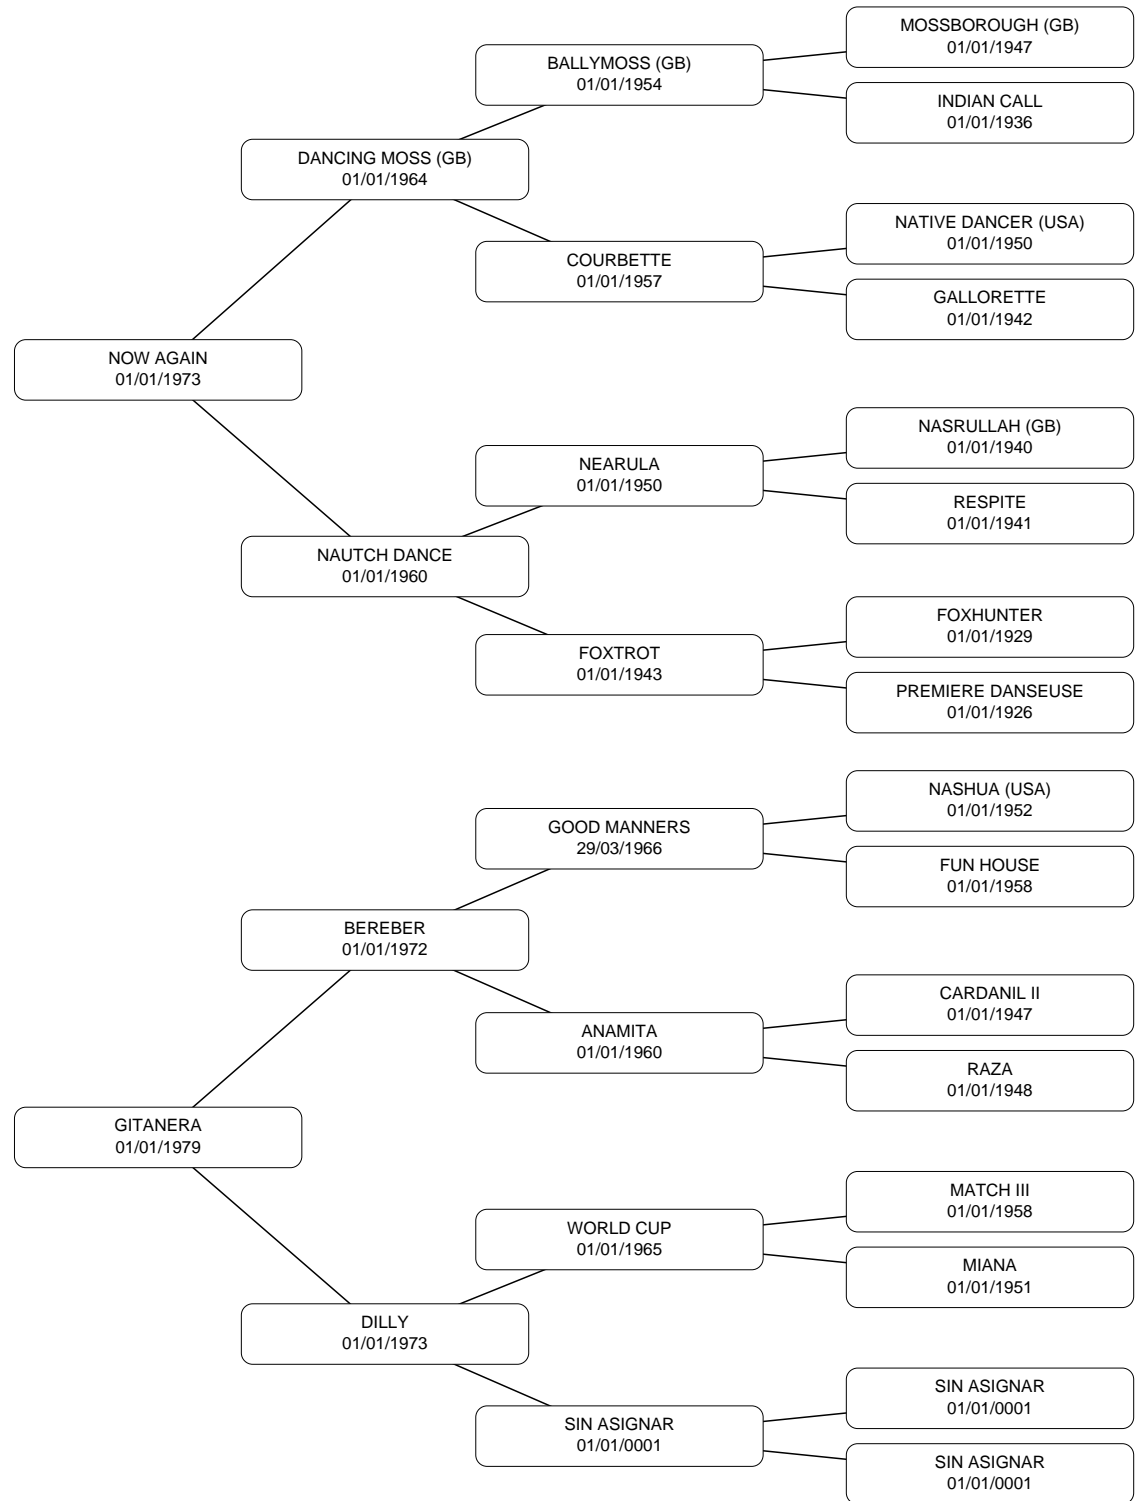 MOSSBOROUGH (GB)
01/01/1947
BALLYMOSS (GB)
01/01/1954
INDIAN CALL
01/01/1936
DANCING MOSS (GB)
01/01/1964
NATIVE DANCER (USA)
01/01/1950
COURBETTE
01/01/1957
GALLORETTE
01/01/1942
NOW AGAIN
01/01/1973
NASRULLAH (GB)
01/01/1940
NEARULA
01/01/1950
RESPITE
01/01/1941
NAUTCH DANCE
01/01/1960
FOXHUNTER
01/01/1929
FOXTROT
01/01/1943
PREMIERE DANSEUSE
01/01/1926
NASHUA (USA)
01/01/1952
GOOD MANNERS
29/03/1966
FUN HOUSE
01/01/1958
BEREBER
01/01/1972
CARDANIL II
01/01/1947
ANAMITA
01/01/1960
RAZA
01/01/1948
GITANERA
01/01/1979
MATCH III
01/01/1958
WORLD CUP
01/01/1965
MIANA
01/01/1951
DILLY
01/01/1973
SIN ASIGNAR
01/01/0001
SIN ASIGNAR
01/01/0001
SIN ASIGNAR
01/01/0001